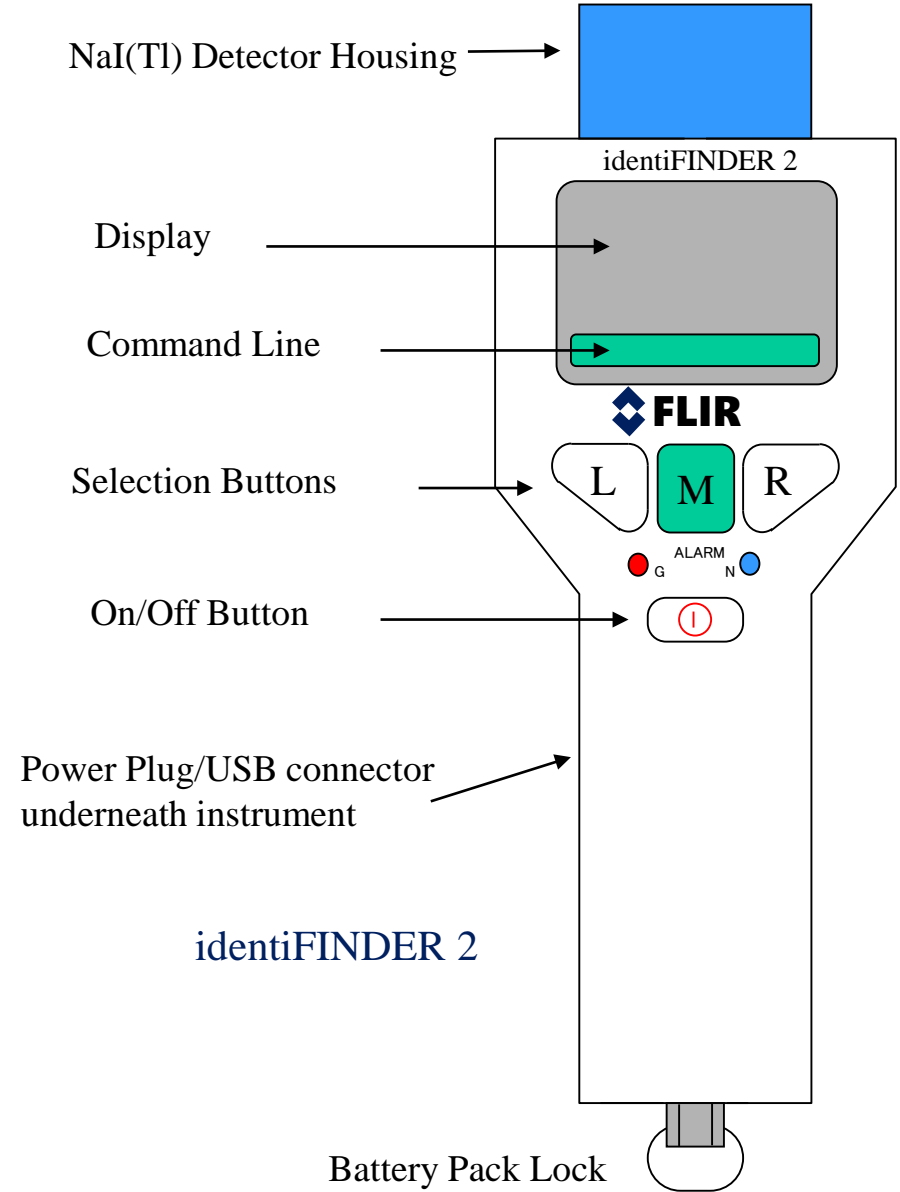 NaI(Tl) Detector Housing
identiFINDER 2
Display
Command Line
FLIR
Selection Buttons
L M R
ALARM
G N
On/Off Button
Power Plug/USB connector
underneath instrument
identiFINDER 2
Battery Pack Lock